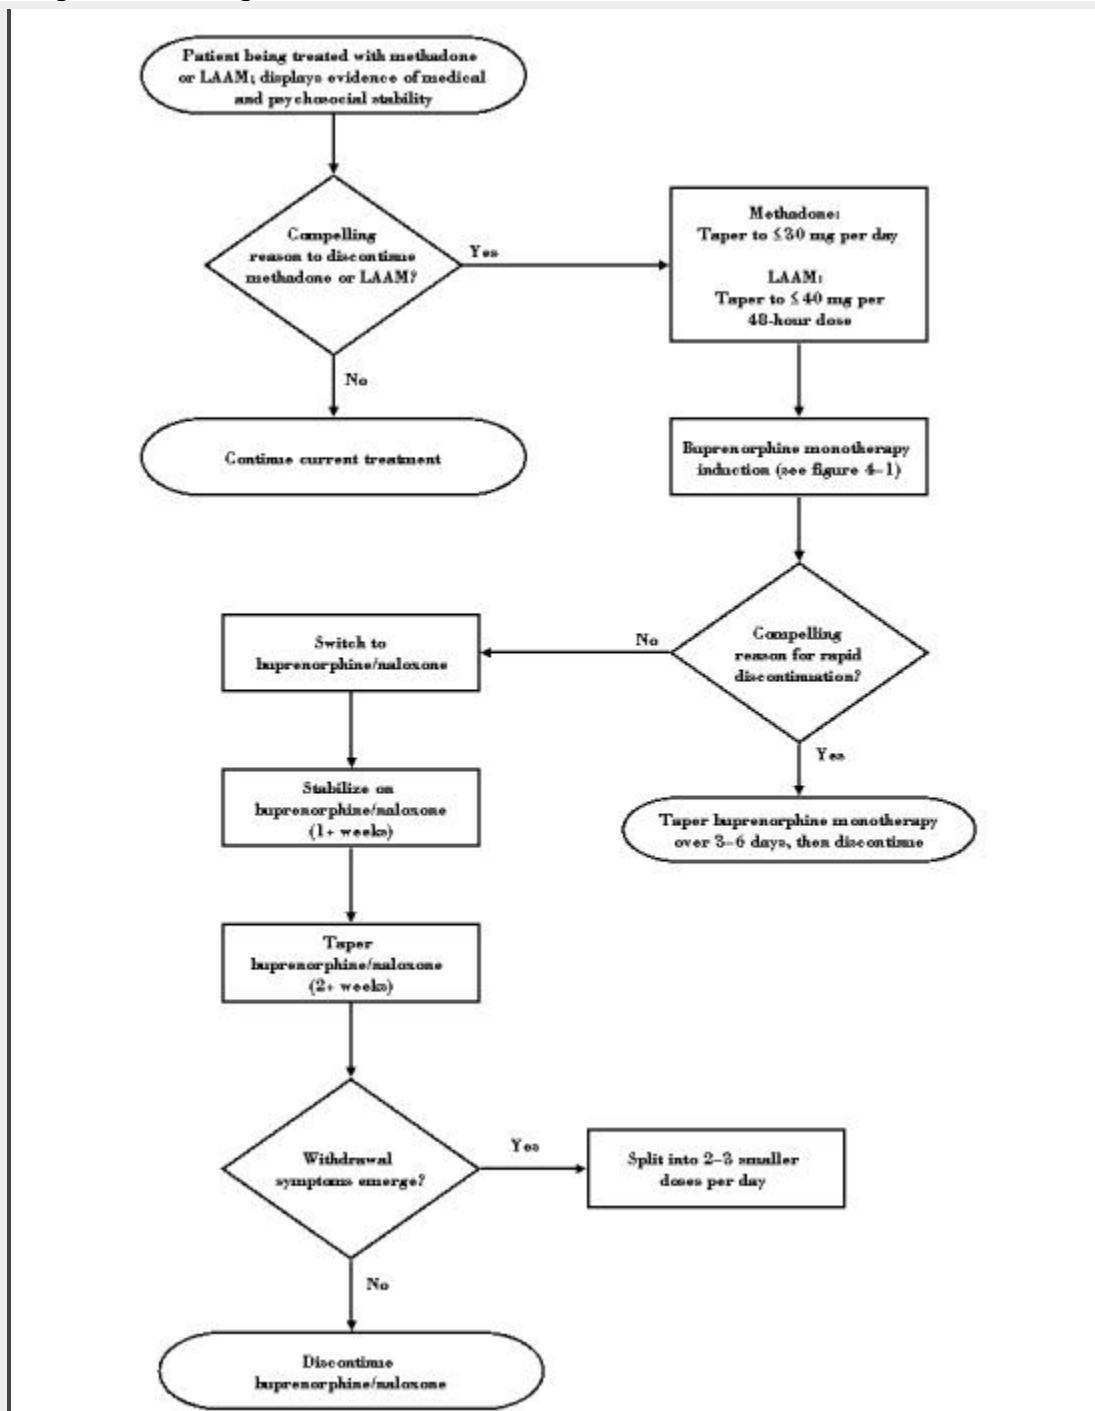 Patient being treated with methadone
or LAAM; displays evidence of medical
and psychosocial stability
Compelling
reason to discontinue
methadone or LAAM?
Yes
Methadone:
Taper to ≤30 mg per day
LAAM:
Taper to ≤40 mg per
48-hour dose
No
Continue current treatment
Buprenorphine monotherapy
induction (see figure 4–1)
Compelling
reason for rapid
discontinuation?
No
Switch to
buprenorphine/naloxone
Yes
Taper buprenorphine monotherapy
over 3–6 days, then discontinue
Stabilize on
buprenorphine/naloxone
(1+ weeks)
Taper
buprenorphine/naloxone
(2+ weeks)
Withdrawal
symptoms emerge?
Yes
Split into 2–3 smaller
doses per day
No
Discontinue
buprenorphine/naloxone